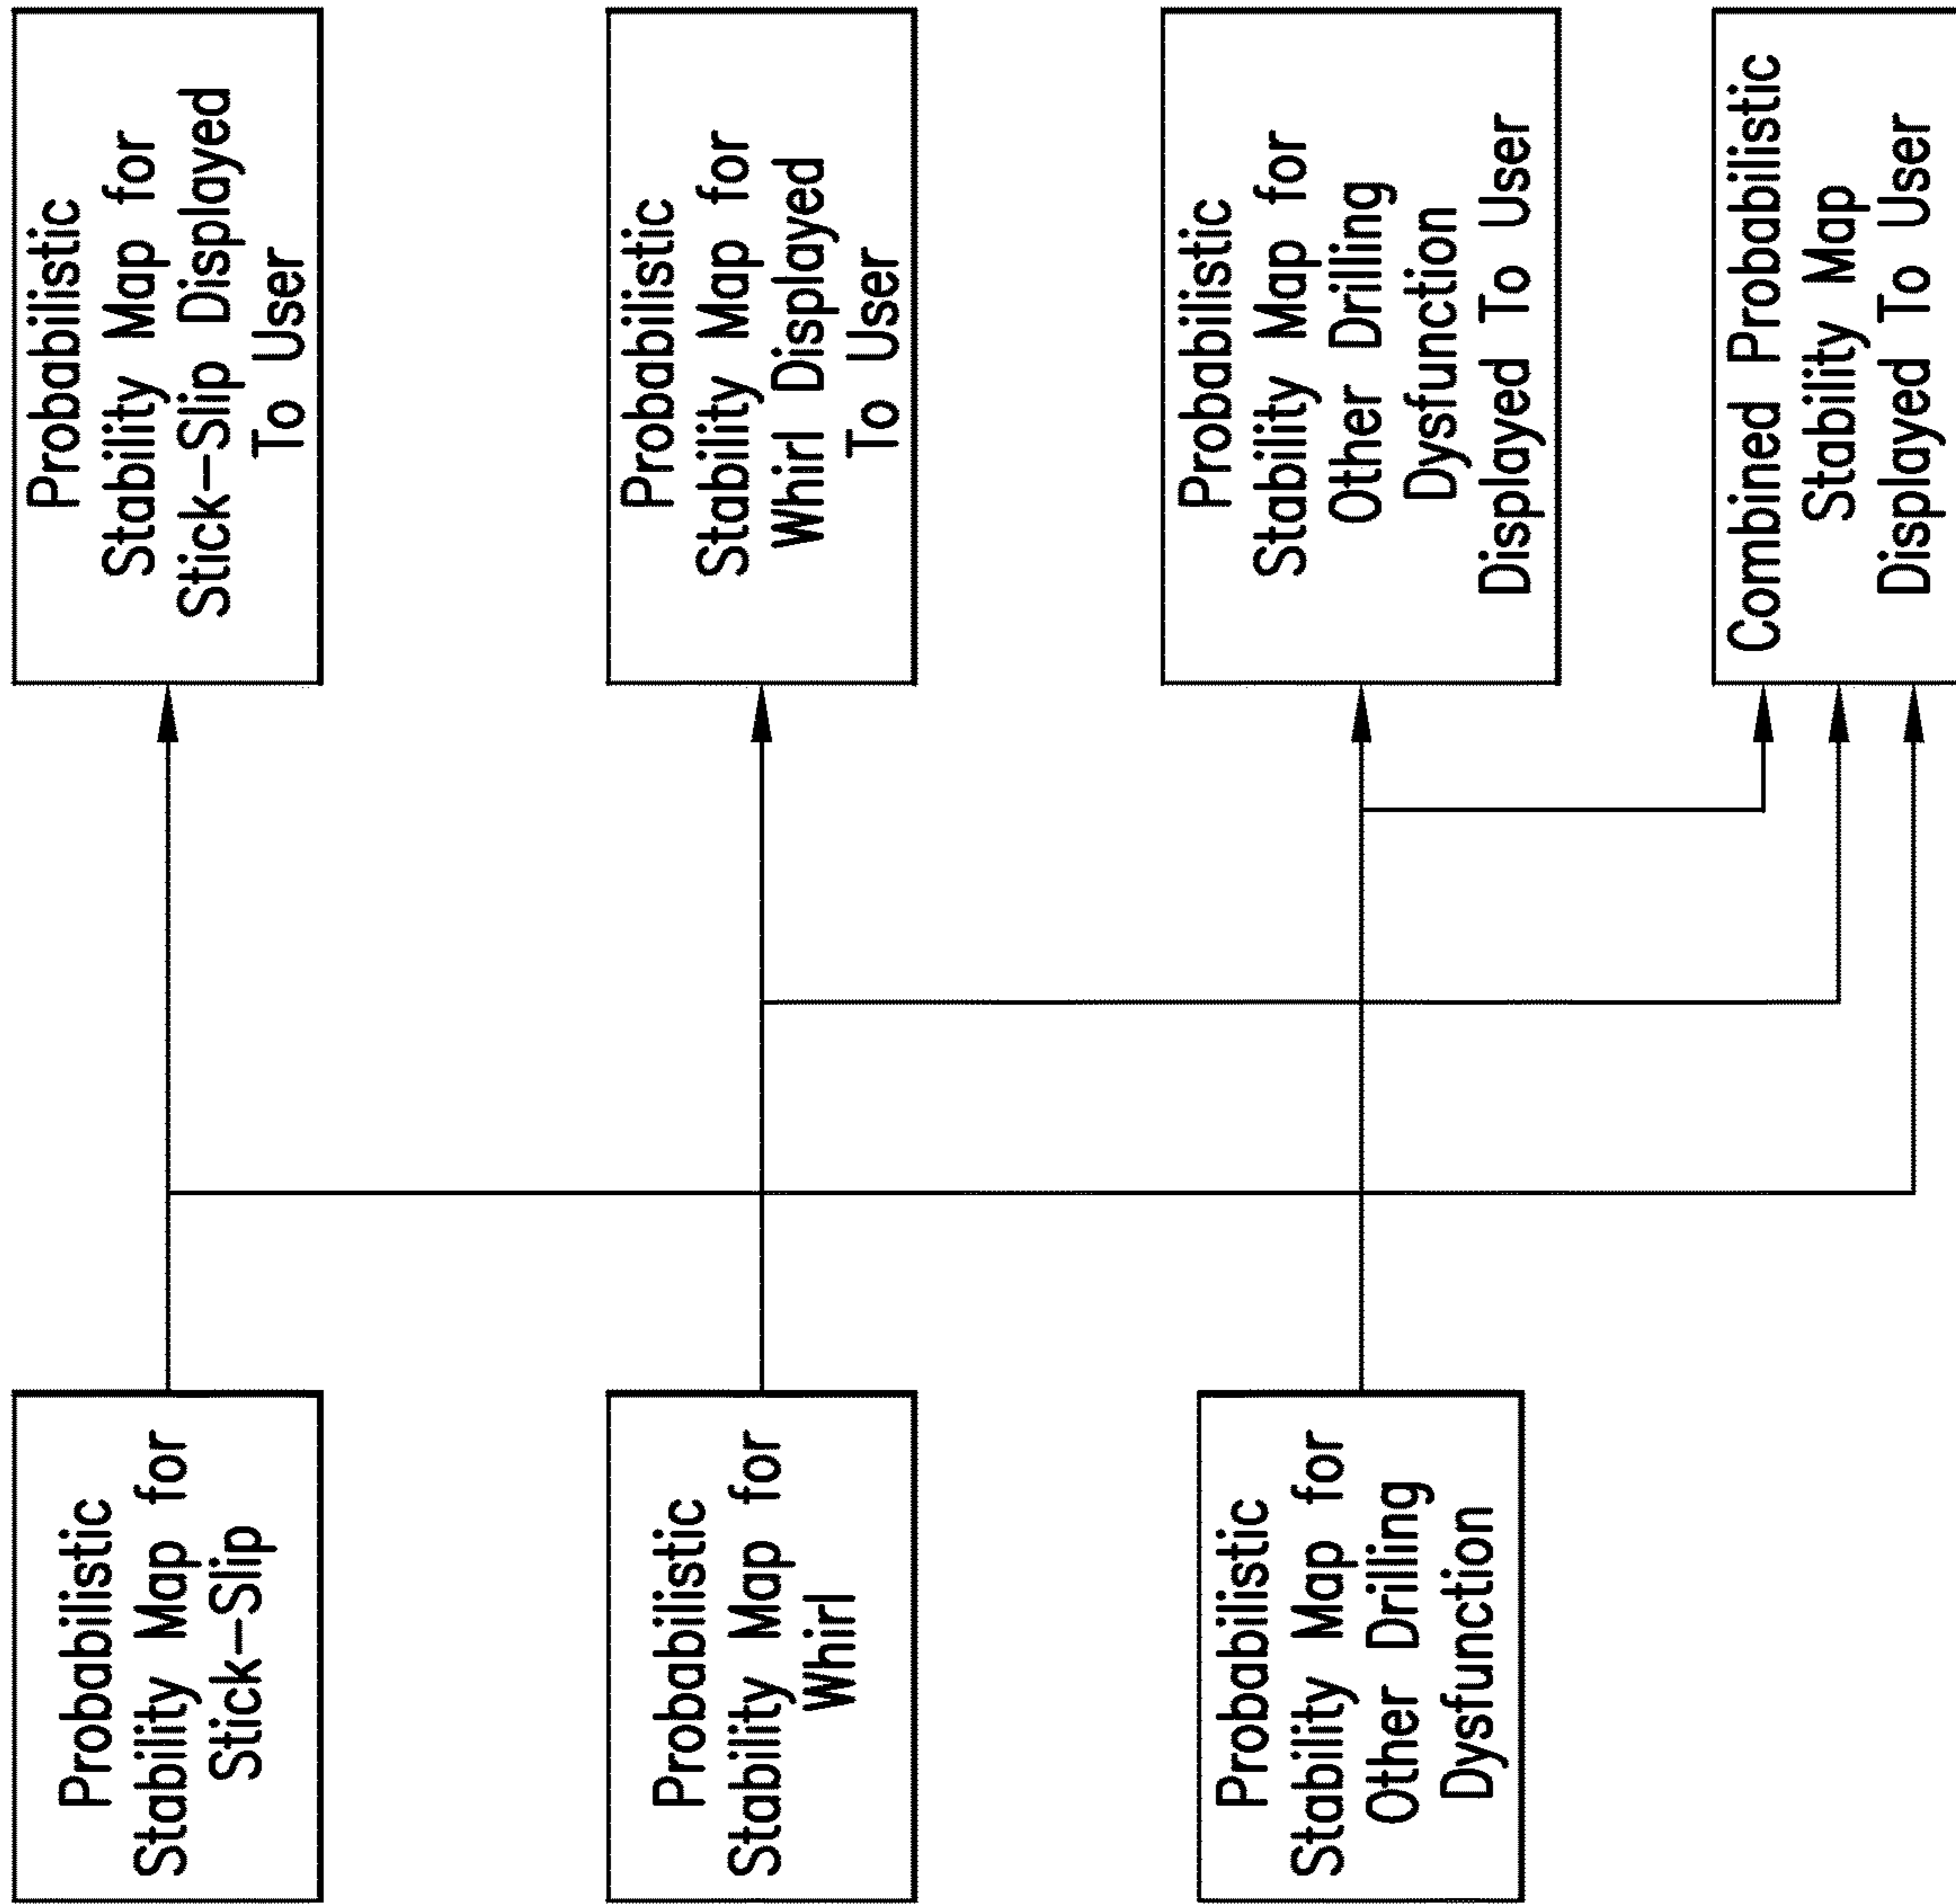 Probabilistic
Stability Map for
Stick-Slip
Probabilistic
Stability Map for
Stick-Slip Displayed
To User
Probabilistic
Stability Map for
Whirl
Probabilistic
Stability Map for
Whirl Displayed
To User
Probabilistic
Stability Map for
Other Drilling
Dysfunction
Probabilistic
Stability Map for
Other Drilling
Dysfunction
Displayed To User
Combined Probabilistic
Stability Map
Displayed To User